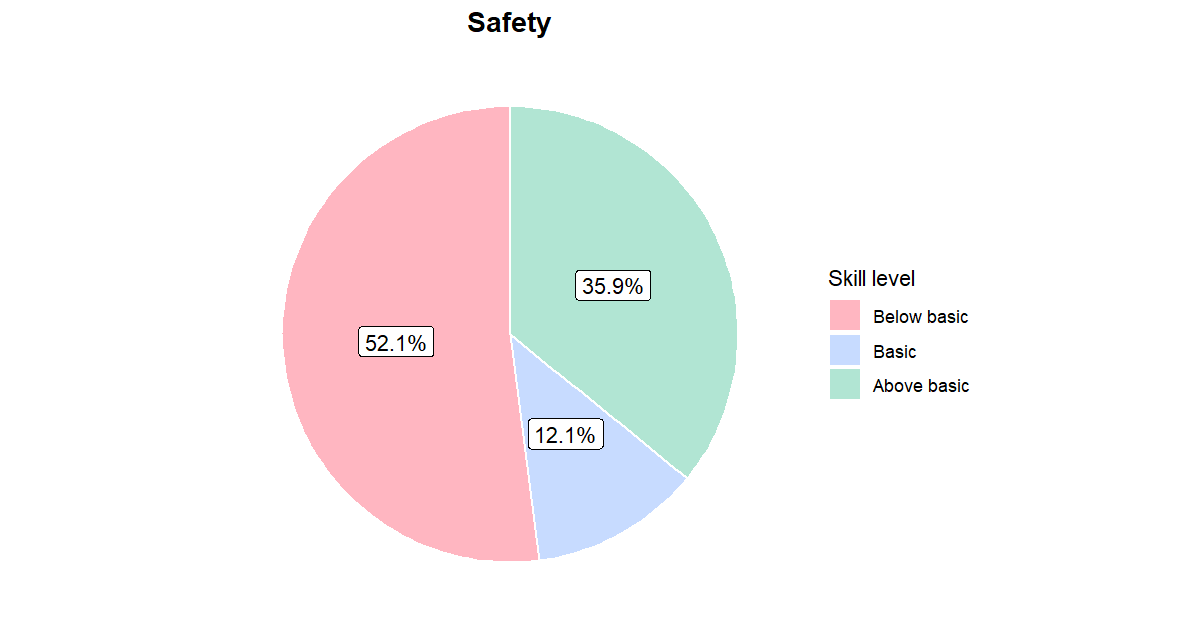 Safety
35.9%
52.1%
12.1%
Skill level
Below basic
Basic
Above basic